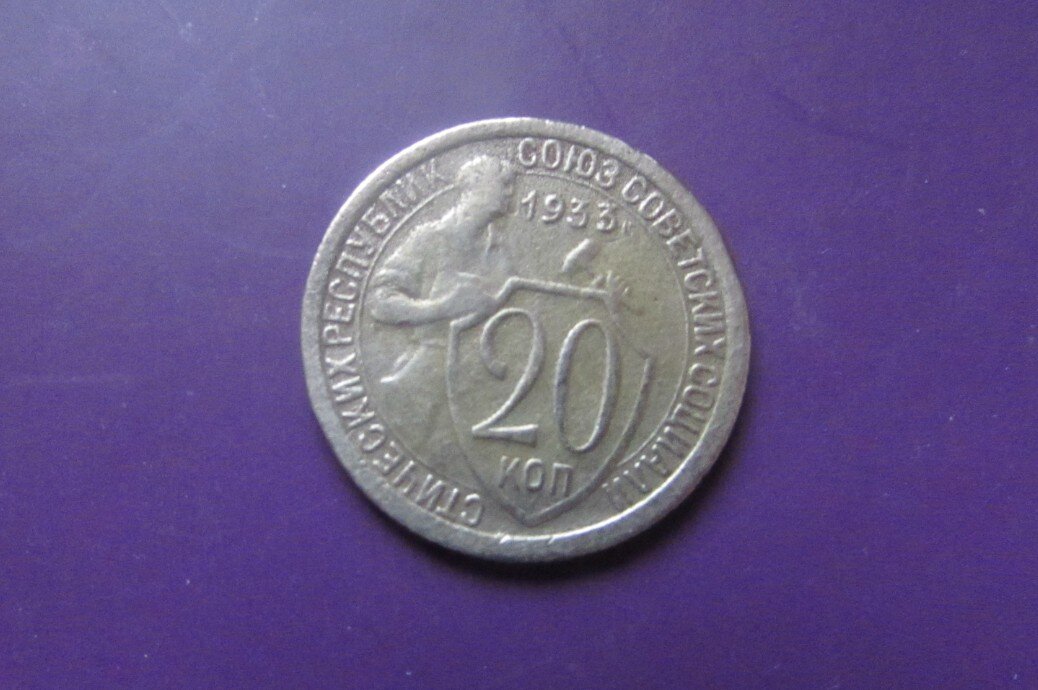 СОЮЗ СОВЕТСКИХ СОЦИАЛИСТИЧЕСКИХ РЕСПУБЛИК
1933
20
КОП